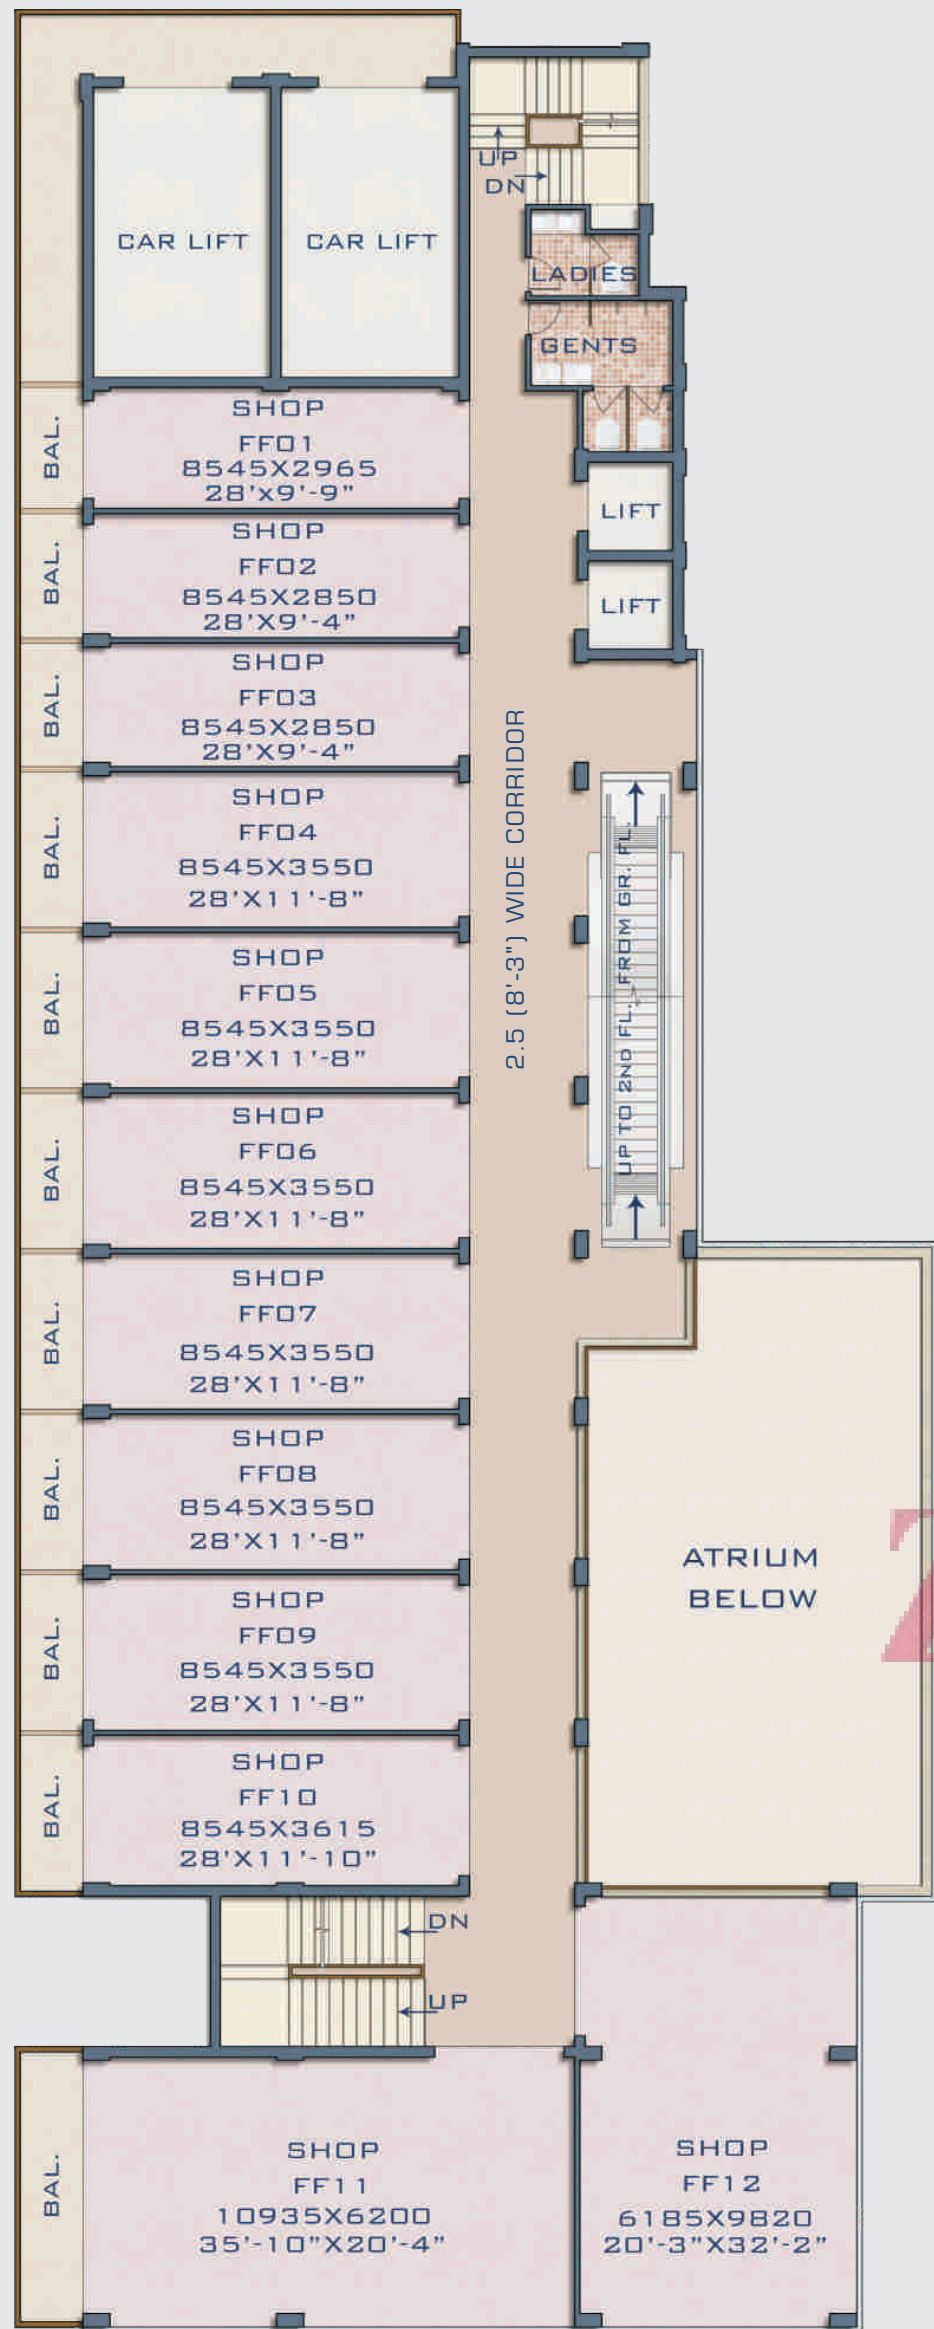 UP
DN
CAR LIFT
CAR LIFT
LADIES
GENTS
BAL.
SHOP
FF01
8545X2965
28'x9'-9"
LIFT
BAL.
SHOP
FF02
8545X2850
28'X9'-4"
LIFT
BAL.
SHOP
FF03
8545X2850
28'X9'-4"
2.5 (8'-3") WIDE CORRIDOR
BAL.
SHOP
FF04
8545X3550
28'X11'-8"
UP TO 2ND FL. FROM GR. FL.
BAL.
SHOP
FF05
8545X3550
28'X11'-8"
BAL.
SHOP
FF06
8545X3550
28'X11'-8"
BAL.
SHOP
FF07
8545X3550
28'X11'-8"
BAL.
SHOP
FF08
8545X3550
28'X11'-8"
ATRIUM
BELOW
BAL.
SHOP
FF09
8545X3550
28'X11'-8"
BAL.
SHOP
FF10
8545X3615
28'X11'-10"
DN
UP
BAL.
SHOP
FF11
10935X6200
35'-10"X20'-4"
SHOP
FF12
6185X9820
20'-3"X32'-2"